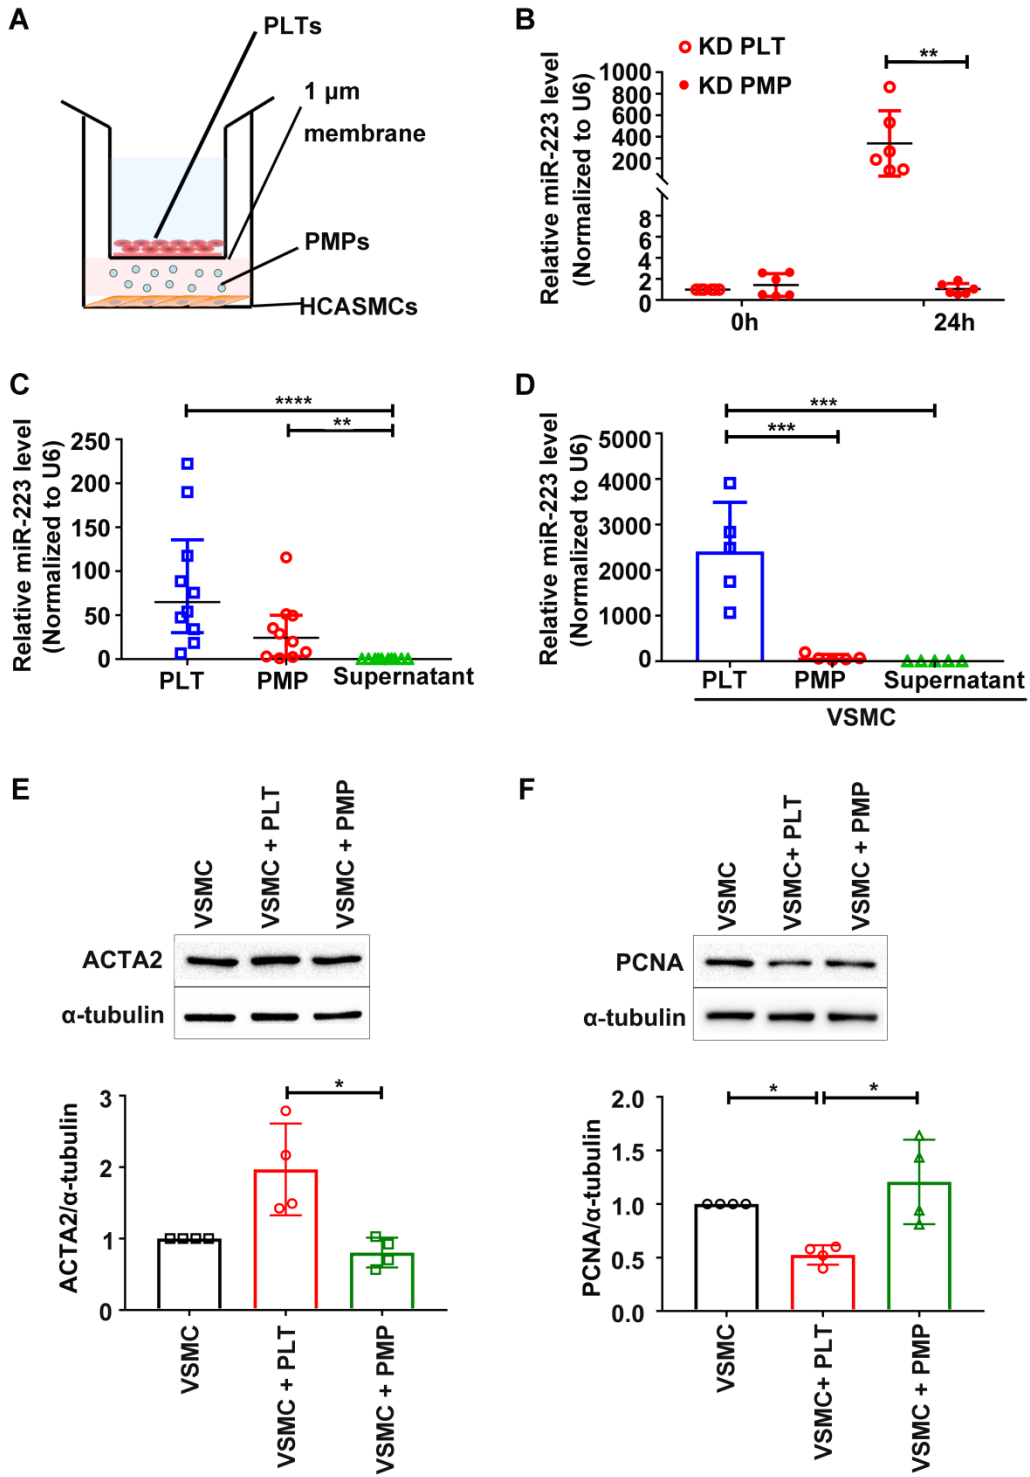 A
PLTs
1 μm
membrane
PMPs
HCASMCs
B
KD PLT
KD PMP
**
Relative miR-223 level
(Normalized to U6)
1000
800
600
400
200
8
6
4
2
0
0h
24h
C
****
**
Relative miR-223 level
(Normalized to U6)
250
200
150
100
50
0
PLT
PMP
Supernatant
D
***
***
Relative miR-223 level
(Normalized to U6)
5000
4000
3000
2000
1000
0
PLT
PMP
Supernatant
VSMC
E
VSMC
VSMC + PLT
VSMC + PMP
ACTA2
α-tubulin
*
ACTA2/α-tubulin
3
2
1
0
VSMC
VSMC + PLT
VSMC + PMP
F
VSMC
VSMC+ PLT
VSMC + PMP
PCNA
α-tubulin
*
*
PCNA/α-tubulin
2.0
1.5
1.0
0.5
0.0
VSMC
VSMC+ PLT
VSMC + PMP